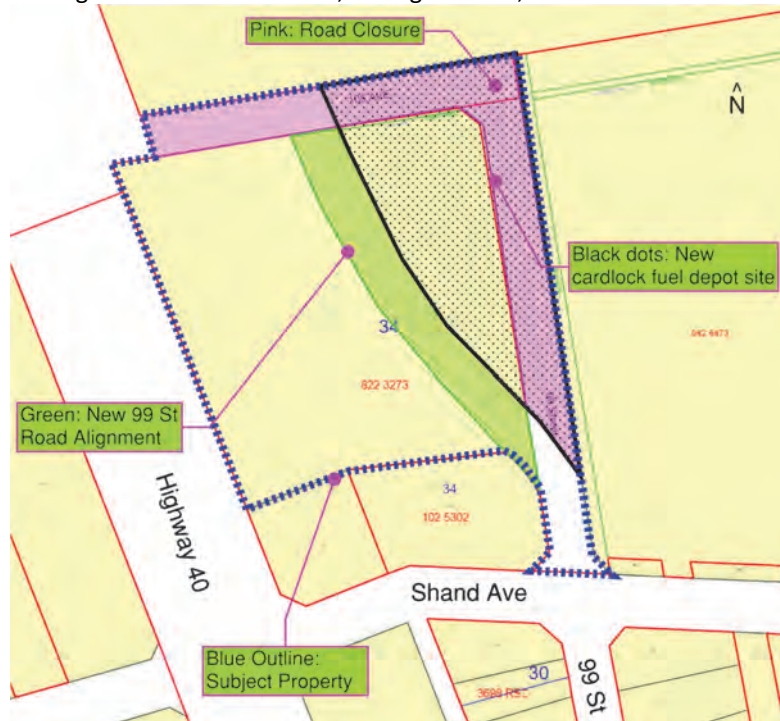 Pink: Road Closure
^
N
Black dots: New
cardlock fuel depot site
34
822 3273
Green: New 99 St
Road Alignment
34
102 5302
Highway 40
Shand Ave
Blue Outline:
Subject Property
30
99 St